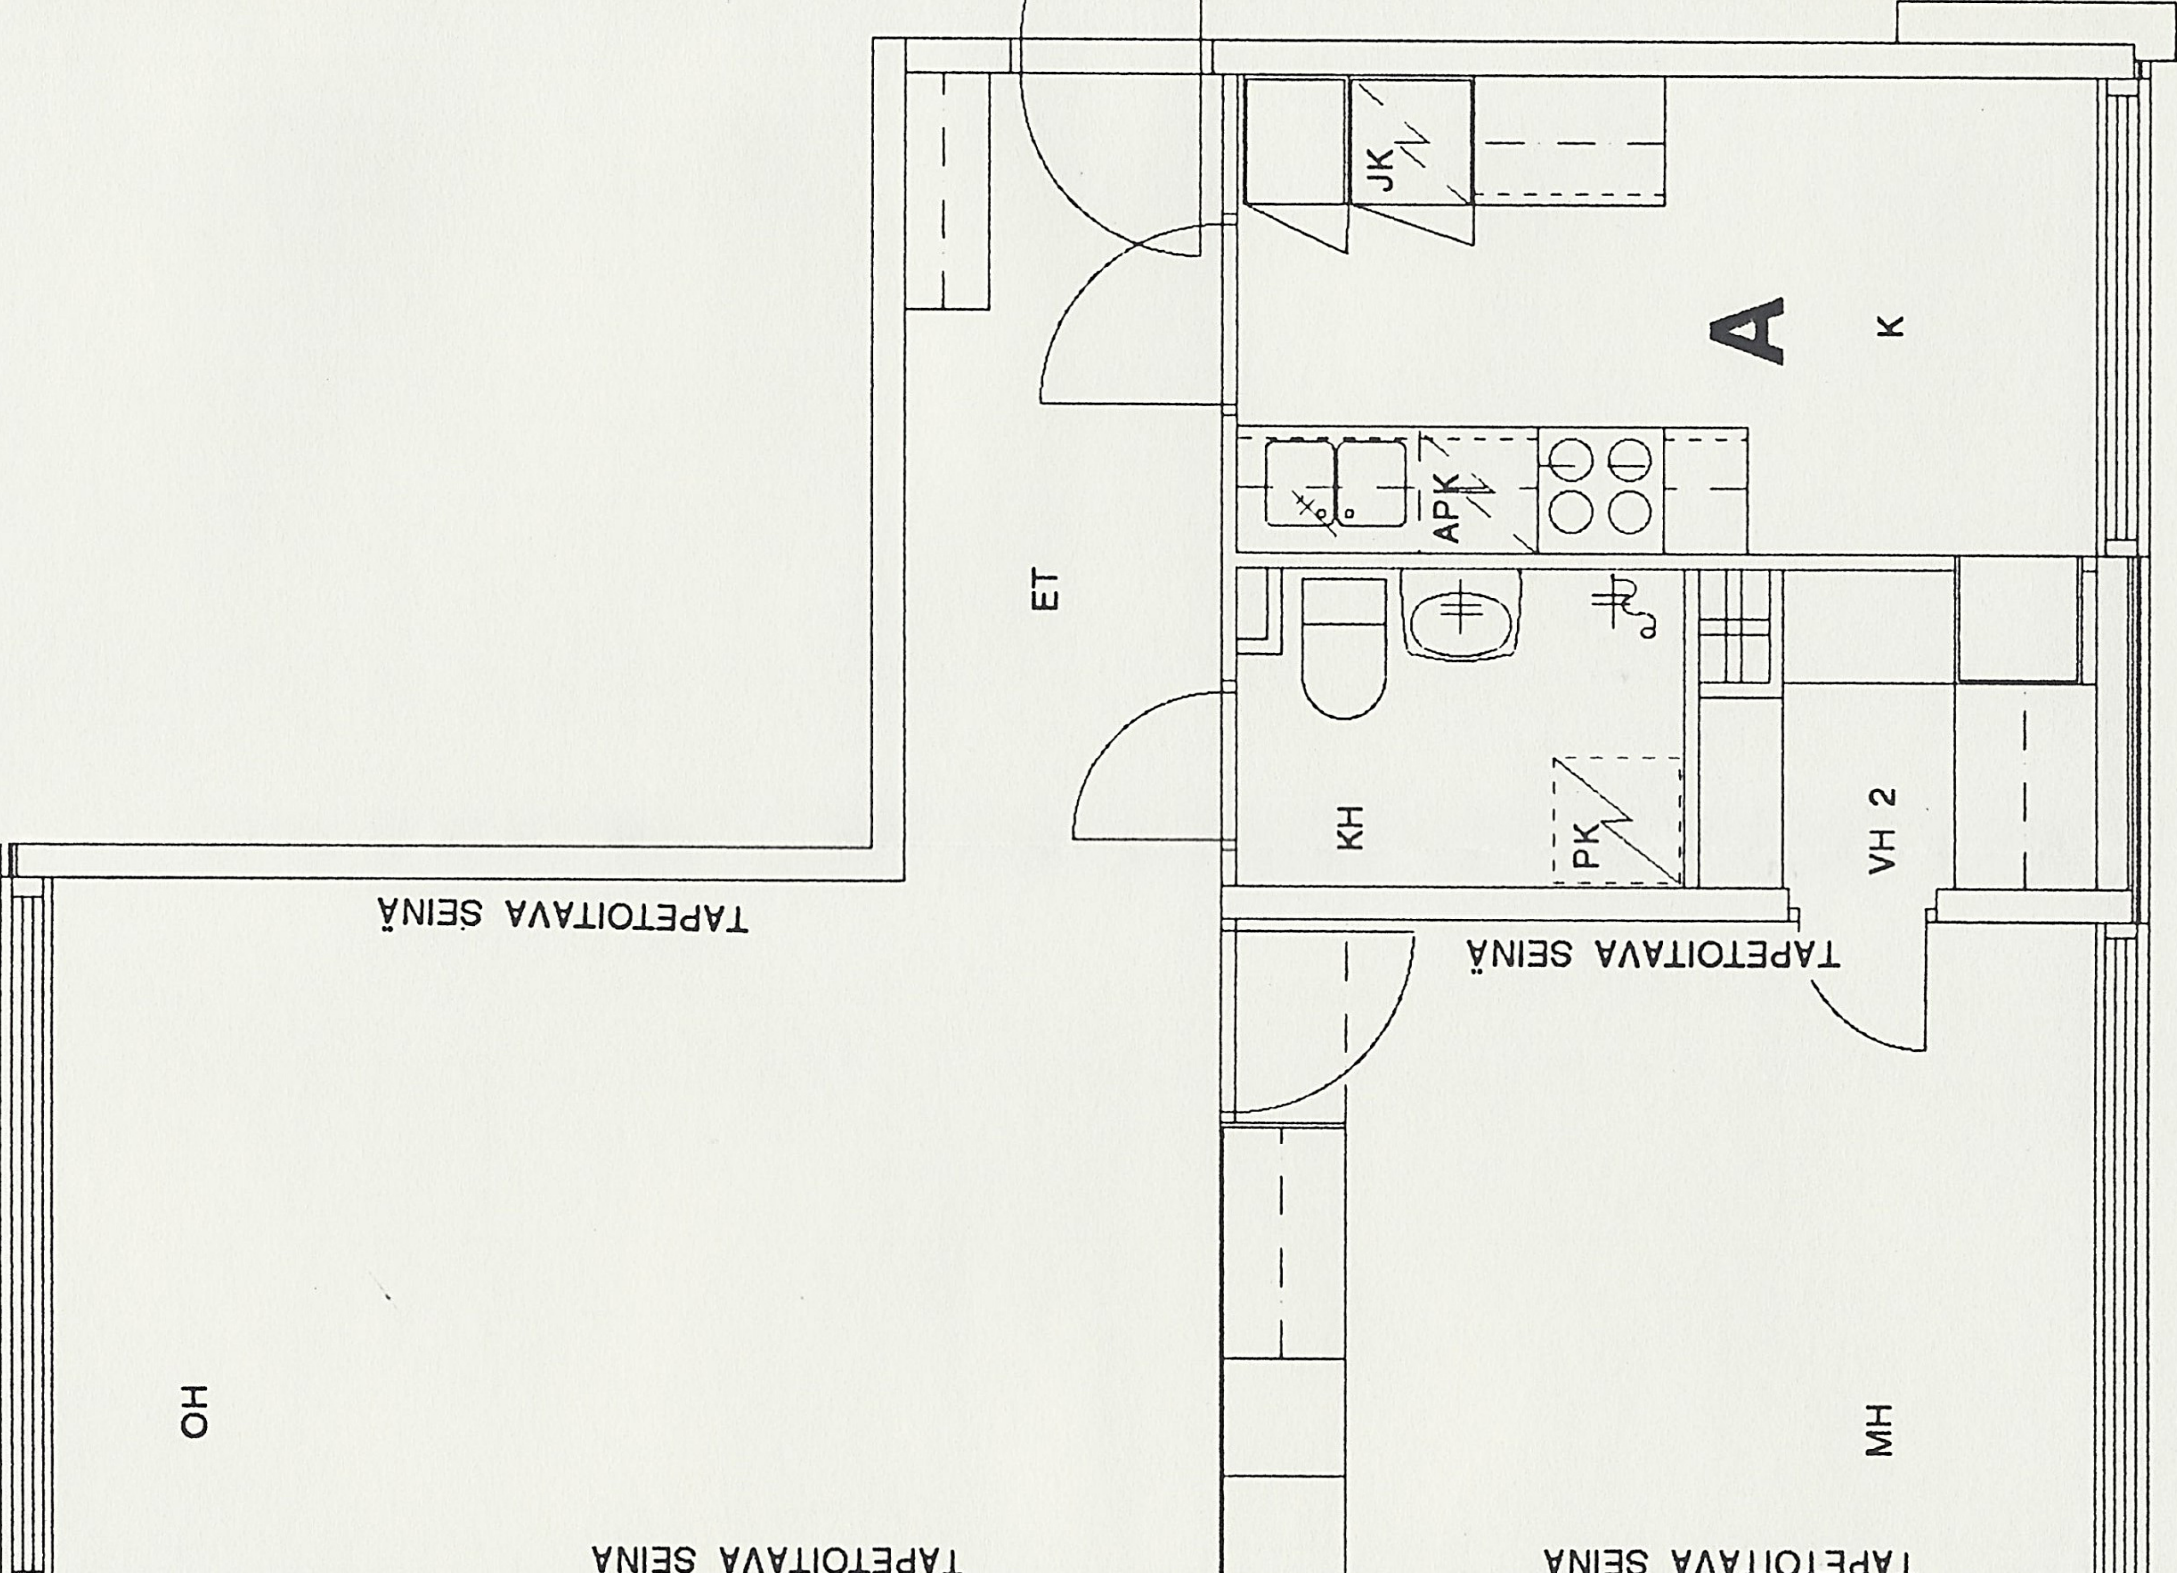 JK
A
K
APK
ET
KH
PK
VH 2
TAPETOITAVA SEINÄ
TAPETOITAVA SEINÄ
OH
MH
TAPETOITAVA SEINÄ
TAPETOITAVA SEINÄ